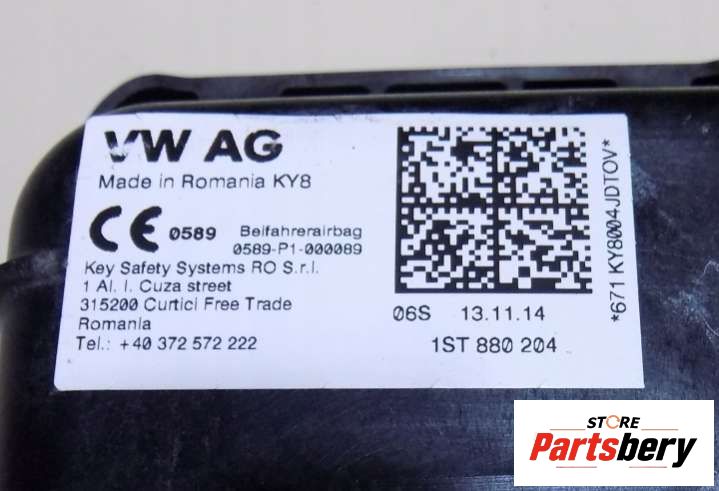 VW AG
Made in Romania KY8
CE 0589 Beifahrerairbag
0589-P1-000089
Key Safety Systems RO S.r.l.
1 Al. I. Cuza street
315200 Curtici Free Trade
Romania
Tel.: +40 372 572 222
06S 13.11.14
1ST 880 204
*671 KY8004JDTOV*
STORE
Partsbery